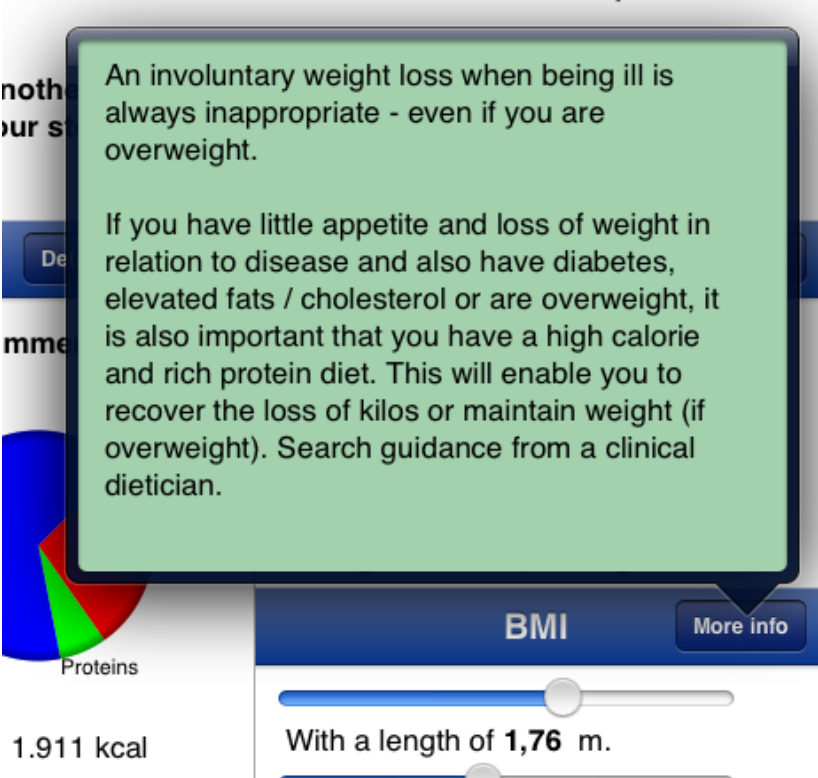 An involuntary weight loss when being ill is
always inappropriate - even if you are
overweight.
If you have little appetite and loss of weight in
relation to disease and also have diabetes,
elevated fats / cholesterol or are overweight, it
is also important that you have a high calorie
and rich protein diet. This will enable you to
recover the loss of kilos or maintain weight (if
overweight). Search guidance from a clinical
dietician.
BMI
More info
Proteins
1.911 kcal
With a length of 1,76 m.